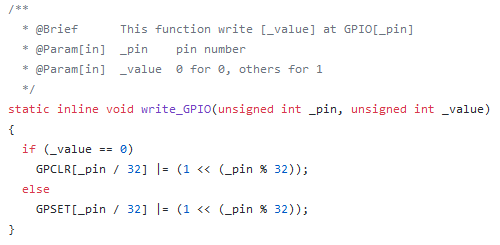 /**
 * @Brief      This function write [_value] at GPIO[_pin]
 * @Param[in]  _pin    pin number
 * @Param[in]  _value  0 for 0, others for 1
 */
static inline void write_GPIO(unsigned int _pin, unsigned int _value)
{
  if (_value == 0)
    GPCLR[_pin / 32] |= (1 << (_pin % 32));
  else
    GPSET[_pin / 32] |= (1 << (_pin % 32));
}